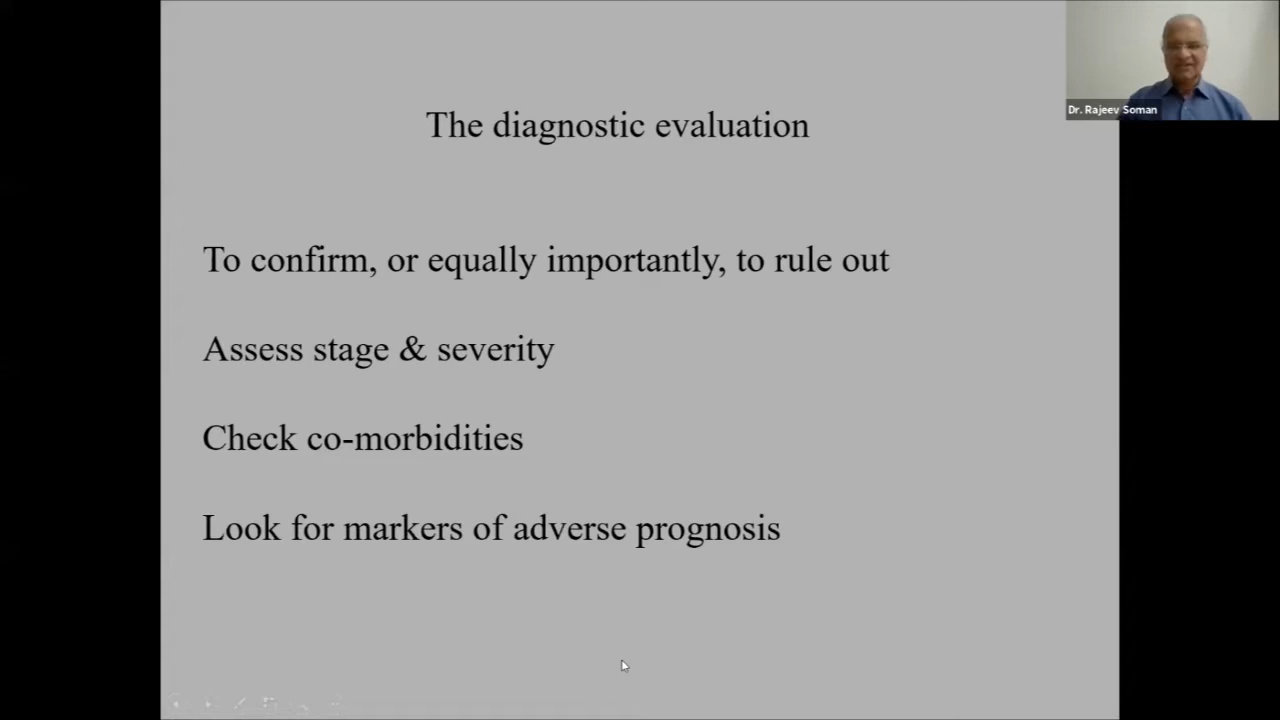 The diagnostic evaluation
To confirm, or equally importantly, to rule out
Assess stage & severity
Check co-morbidities
Look for markers of adverse prognosis
Dr. Rajeev Soman